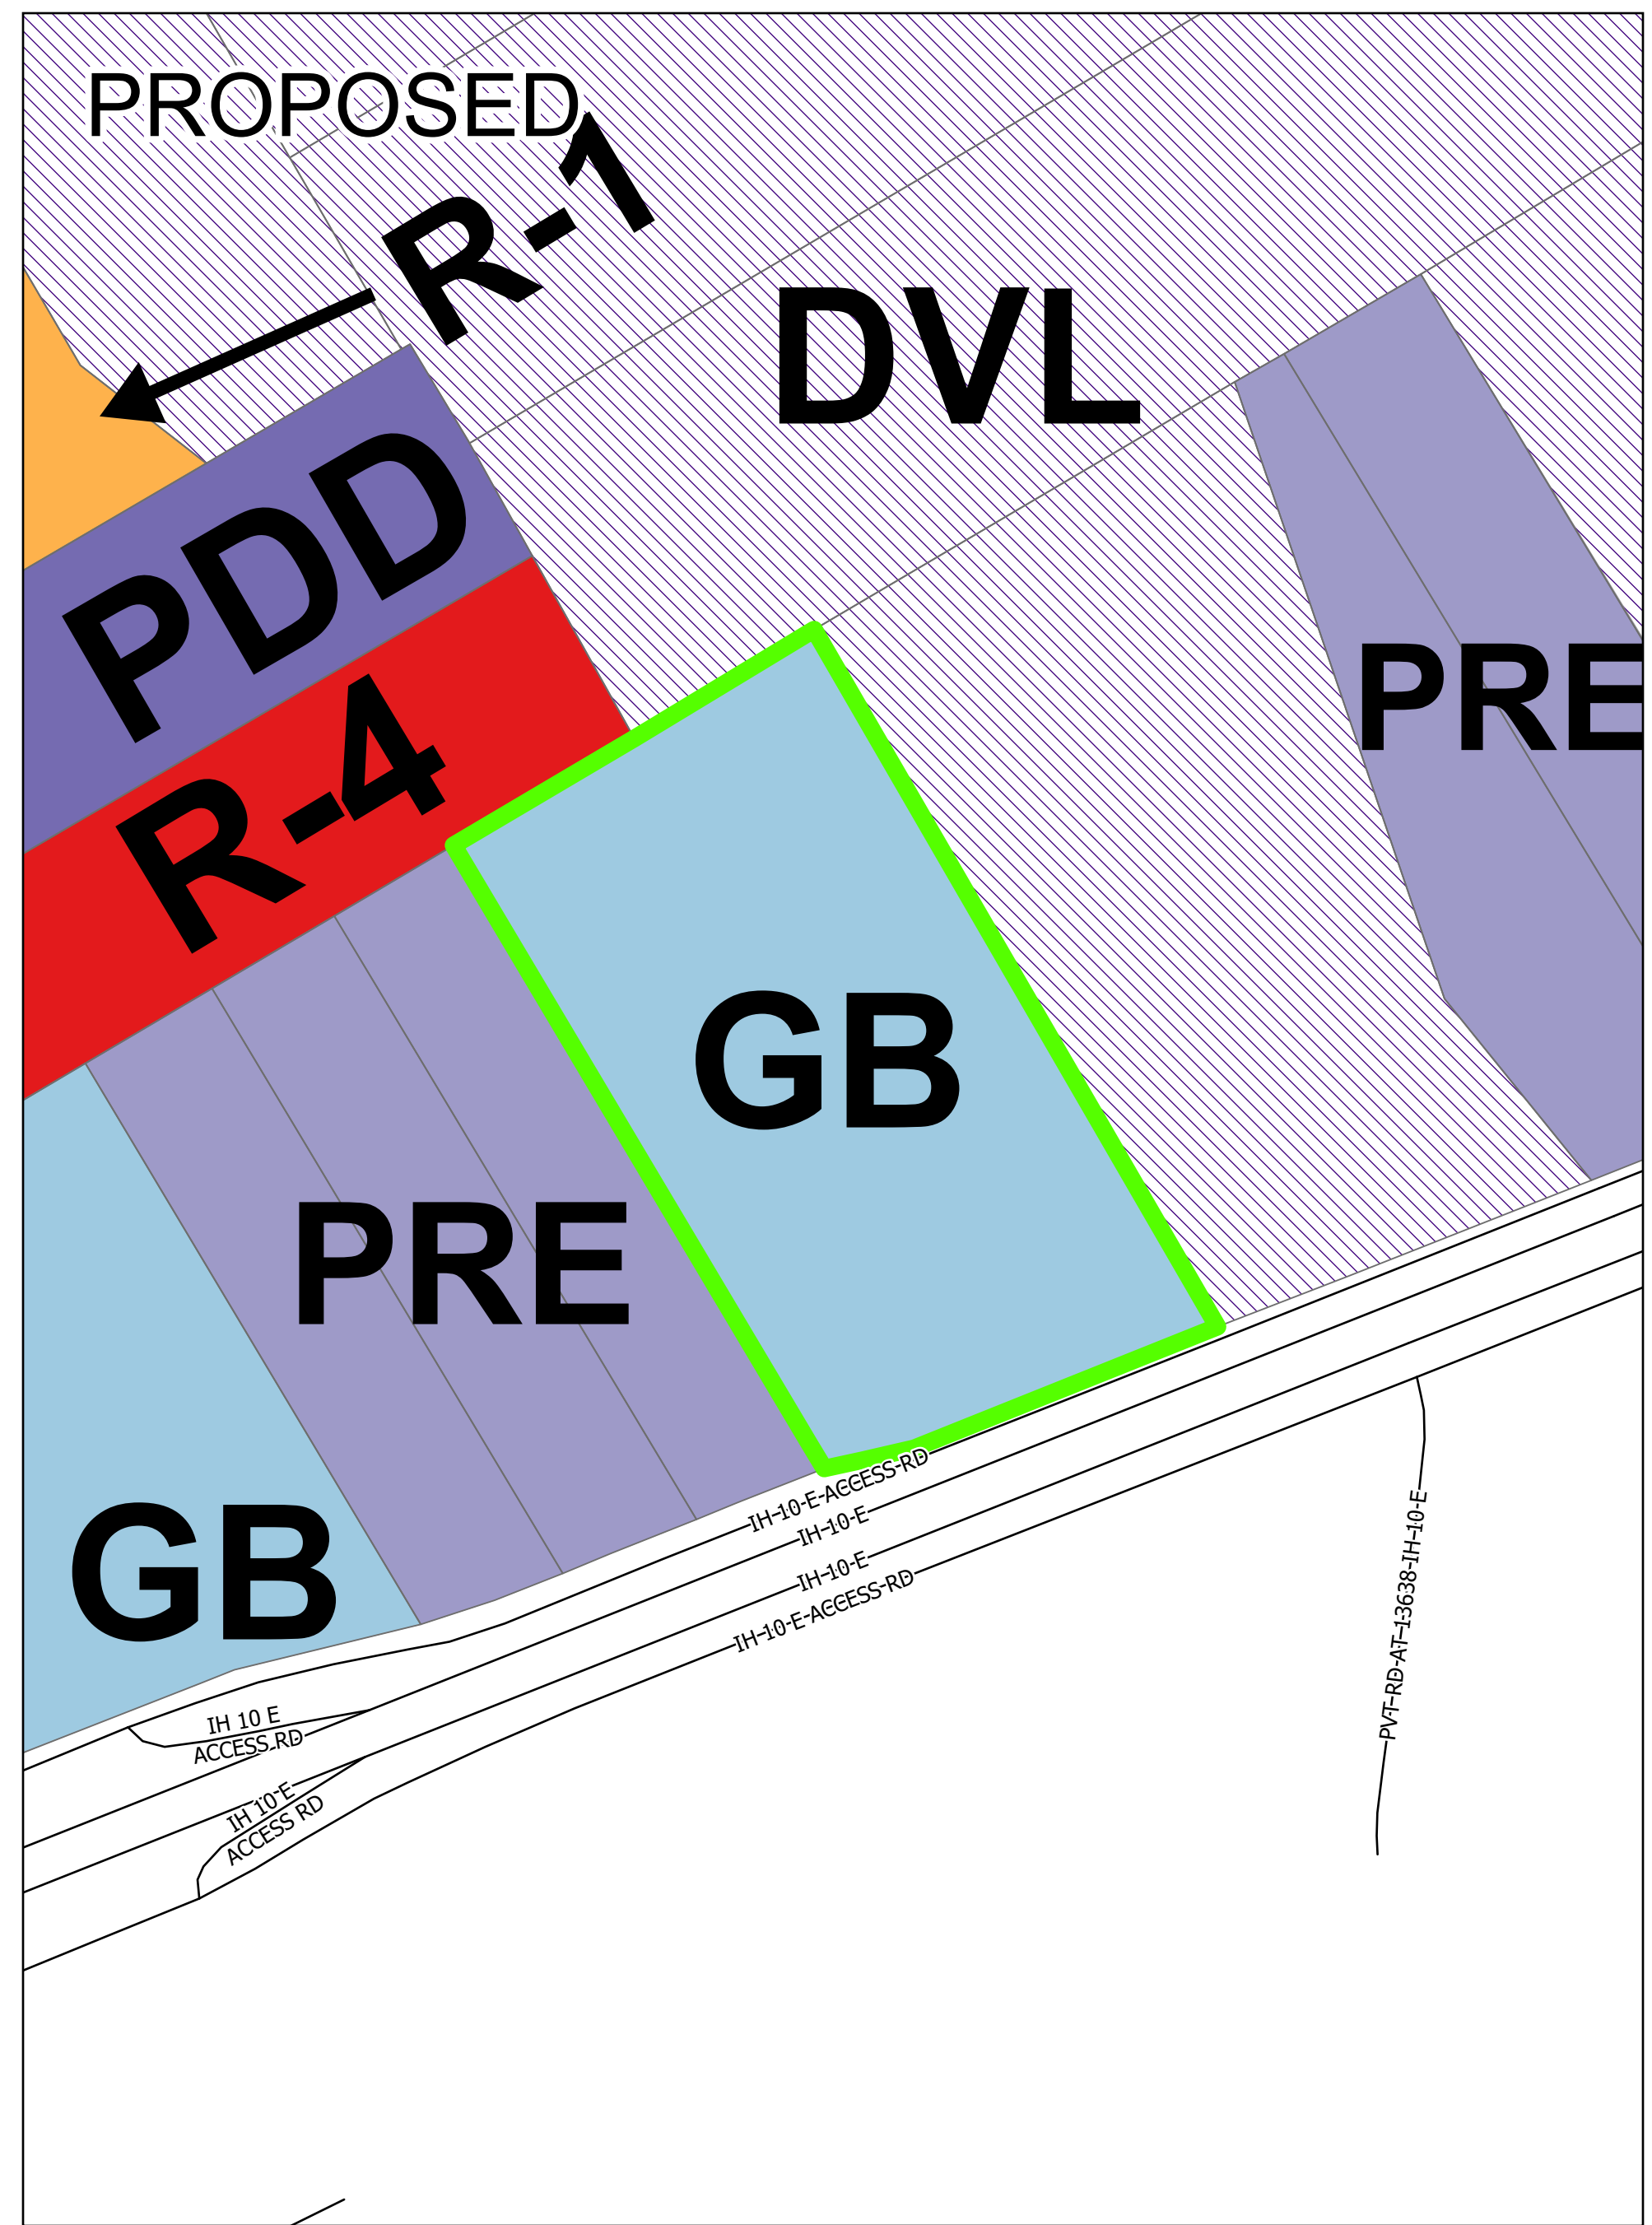 PROPOSED
R-1
DVL
PDD
PRE
R-4
GB
PRE
GB
IH-10-E-ACCESS-RD
IH-10-E
IH-10-E
IH-10-E-ACCESS-RD
PVT-RD-AT-13638-IH-10-E
IH 10 E
ACCESS RD
IH 10 E
ACCESS RD